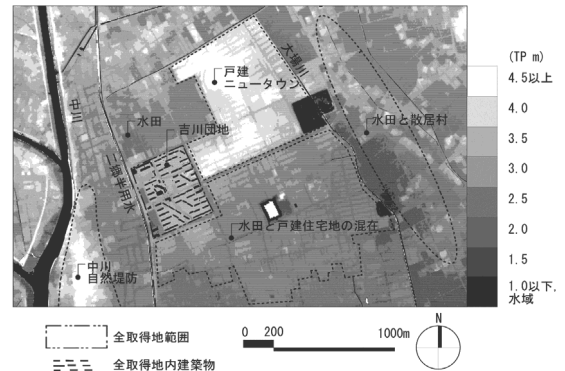 (TP m)
4.5以上
4.0
3.5
3.0
2.5
2.0
1.5
1.0以下,
水域
大場川
戸建
ニュータウン
中川
水田
吉川団地
水田と散居村
二郷半用水
水田と戸建住宅地の混在
中川
自然堤防
全取得地範囲
全取得地内建築物
0 200 1000m
N